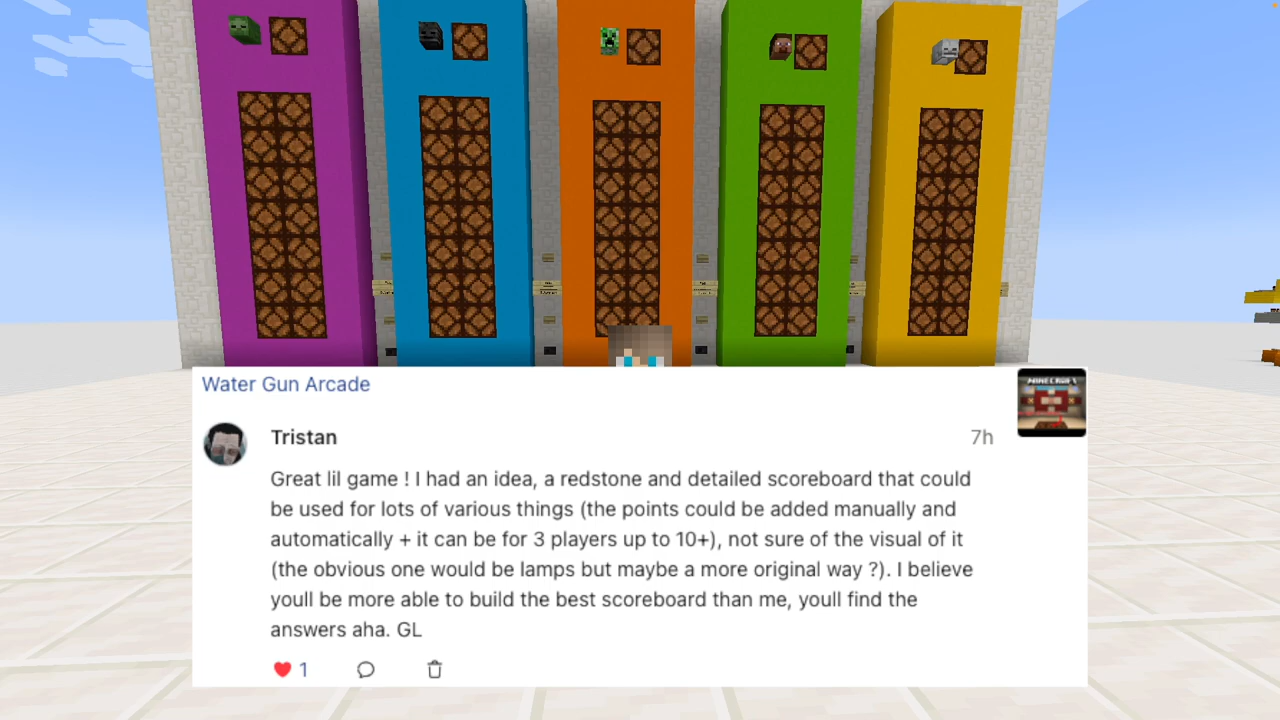 Water Gun Arcade
MINECRAFT
Tristan
7h
Great lil game ! I had an idea, a redstone and detailed scoreboard that could
be used for lots of various things (the points could be added manually and
automatically + it can be for 3 players up to 10+), not sure of the visual of it
(the obvious one would be lamps but maybe a more original way ?). I believe
youll be more able to build the best scoreboard than me, youll find the
answers aha. GL
1